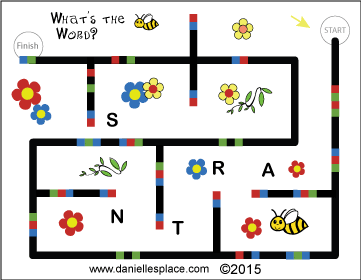 What's the
Word?
START
Finish
S
R A
N T
www.daniellesplace.com ©2015